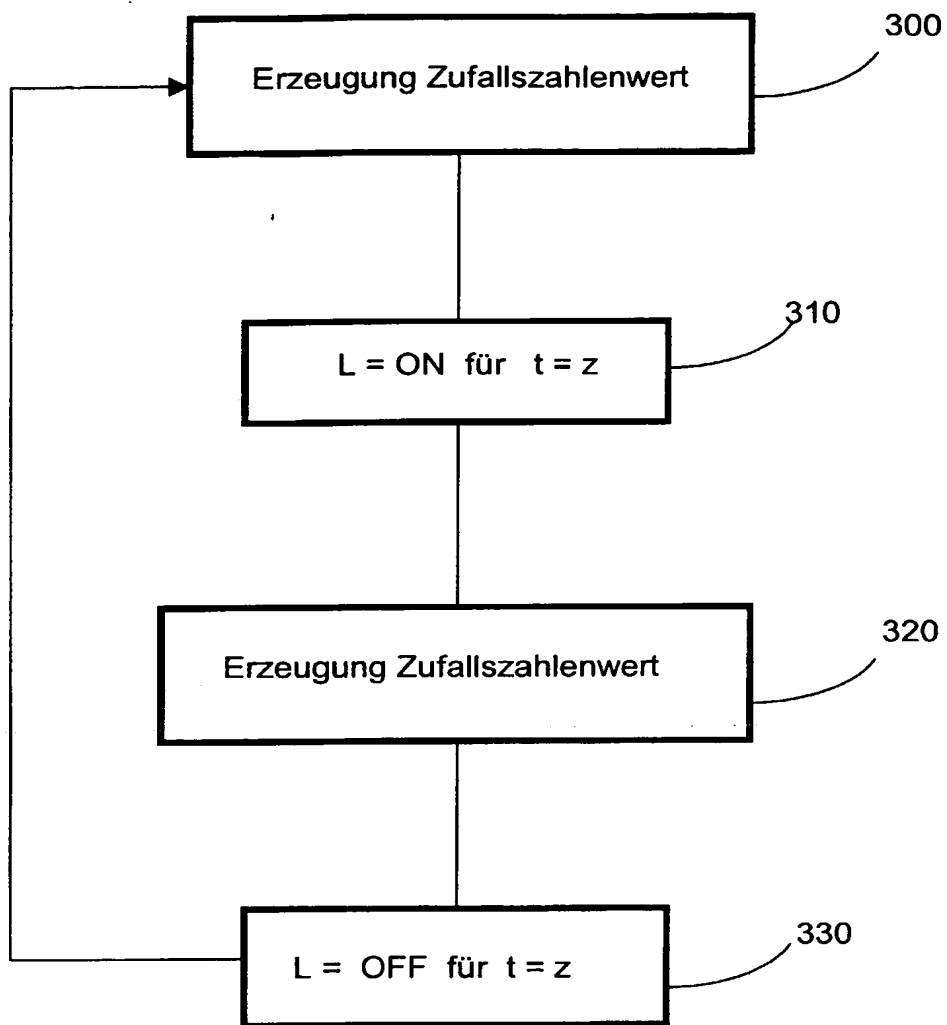 300
Erzeugung Zufallszahlenwert
310
L = ON für t = z
320
Erzeugung Zufallszahlenwert
330
L = OFF für t = z